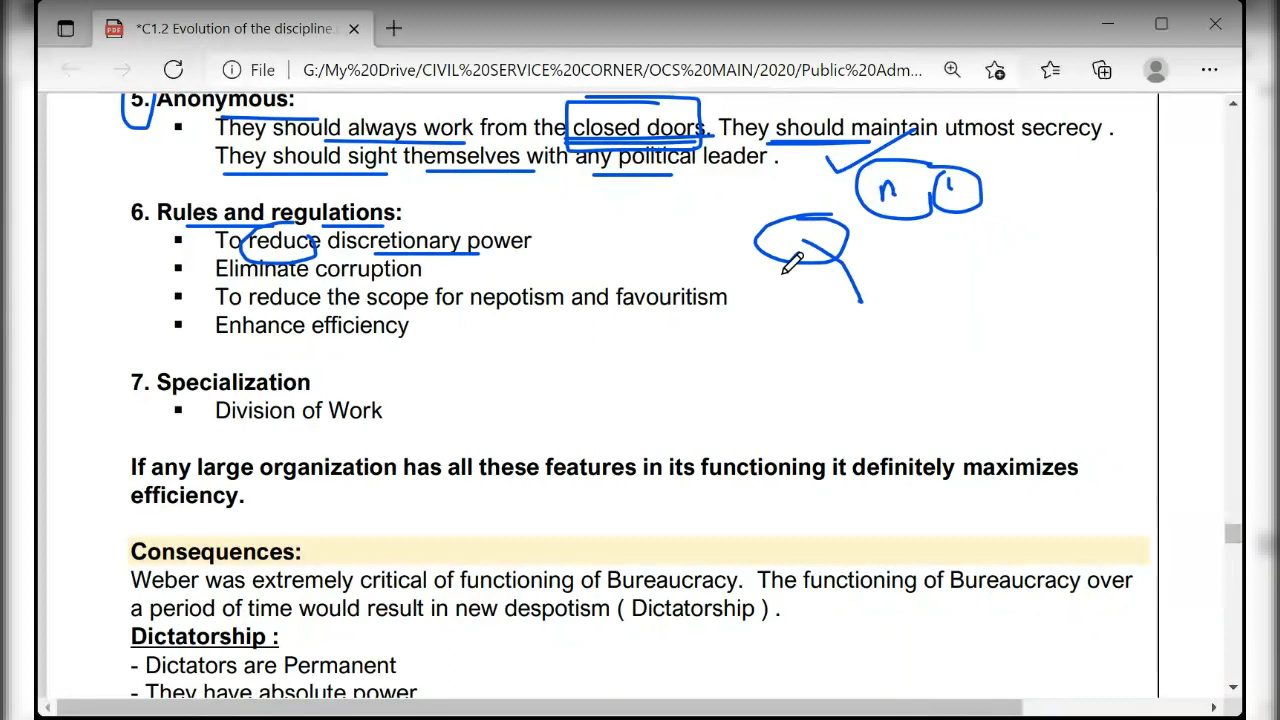 *C1.2 Evolution of the discipline.
File
G:/My%20Drive/CIVIL%20SERVICE%20CORNER/OCS%20MAIN/2020/Public%20Adm...
5. Anonymous:
▪ They should always work from the closed doors. They should maintain utmost secrecy .
They should sight themselves with any political leader .
n
6. Rules and regulations:
▪ To reduce discretionary power
▪ Eliminate corruption
▪ To reduce the scope for nepotism and favouritism
▪ Enhance efficiency
7. Specialization
▪ Division of Work
If any large organization has all these features in its functioning it definitely maximizes
efficiency.
Consequences:
Weber was extremely critical of functioning of Bureaucracy. The functioning of Bureaucracy over
a period of time would result in new despotism ( Dictatorship ) .
Dictatorship :
- Dictators are Permanent
- They have absolute power